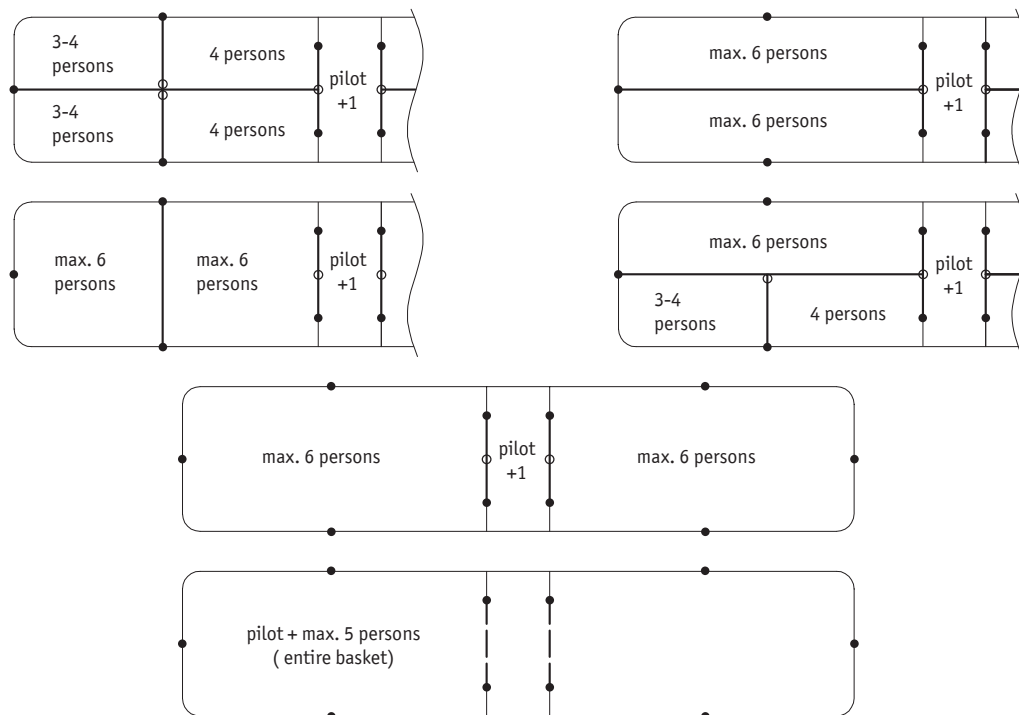 3-4
persons
4 persons
pilot
+1
3-4
persons
4 persons
max. 6 persons
pilot
+1
max. 6 persons
max. 6
persons
max. 6
persons
pilot
+1
max. 6 persons
pilot
+1
3-4
persons
4 persons
max. 6 persons
pilot
+1
max. 6 persons
pilot + max. 5 persons
( entire basket)